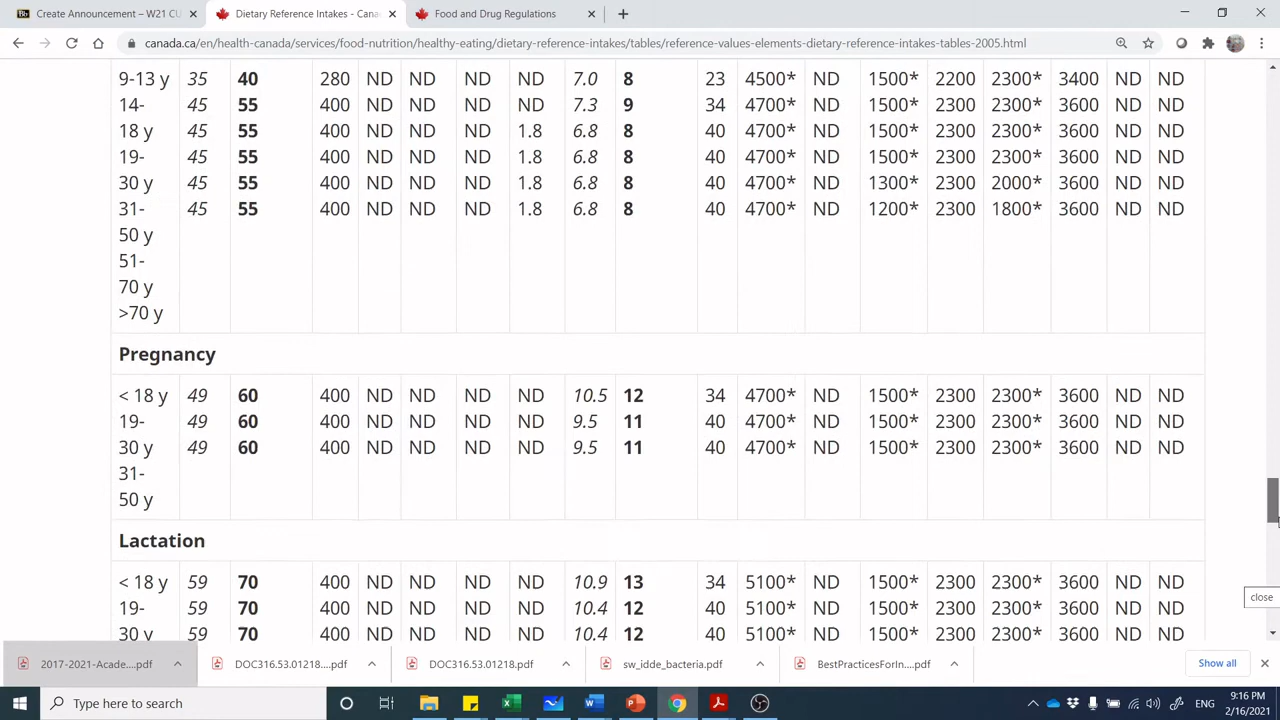 Create Announcement – W21 CU
Dietary Reference Intakes - Cana
Food and Drug Regulations
canada.ca/en/health-canada/services/food-nutrition/healthy-eating/dietary-reference-intakes/tables/reference-values-elements-dietary-reference-intakes-tables-2005.html
9-13 y 35 40 280 ND ND ND ND 7.0 8 23 4500* ND 1500* 2200 2300* 3400 ND ND
14- 45 55 400 ND ND ND ND 7.3 9 34 4700* ND 1500* 2300 2300* 3600 ND ND
18 y 45 55 400 ND ND ND 1.8 6.8 8 40 4700* ND 1500* 2300 2300* 3600 ND ND
19- 45 55 400 ND ND ND 1.8 6.8 8 40 4700* ND 1500* 2300 2300* 3600 ND ND
30 y 45 55 400 ND ND ND 1.8 6.8 8 40 4700* ND 1300* 2300 2000* 3600 ND ND
31- 45 55 400 ND ND ND 1.8 6.8 8 40 4700* ND 1200* 2300 1800* 3600 ND ND
50 y
51-
70 y
>70 y
Pregnancy
< 18 y 49 60 400 ND ND ND ND 10.5 12 34 4700* ND 1500* 2300 2300* 3600 ND ND
19- 49 60 400 ND ND ND ND 9.5 11 40 4700* ND 1500* 2300 2300* 3600 ND ND
30 y 49 60 400 ND ND ND ND 9.5 11 40 4700* ND 1500* 2300 2300* 3600 ND ND
31-
50 y
Lactation
< 18 y 59 70 400 ND ND ND ND 10.9 13 34 5100* ND 1500* 2300 2300* 3600 ND ND
19- 59 70 400 ND ND ND ND 10.4 12 40 5100* ND 1500* 2300 2300* 3600 ND ND
30 y 59 70 400 ND ND ND ND 10.4 12 40 5100* ND 1500* 2300 2300* 3600 ND ND
close
2017-2021-Acade....pdf
DOC316.53.01218.pdf
DOC316.53.01218.pdf
sw_idde_bacteria.pdf
BestPracticesForIn....pdf
Show all
Type here to search
ENG
9:16 PM
2/16/2021